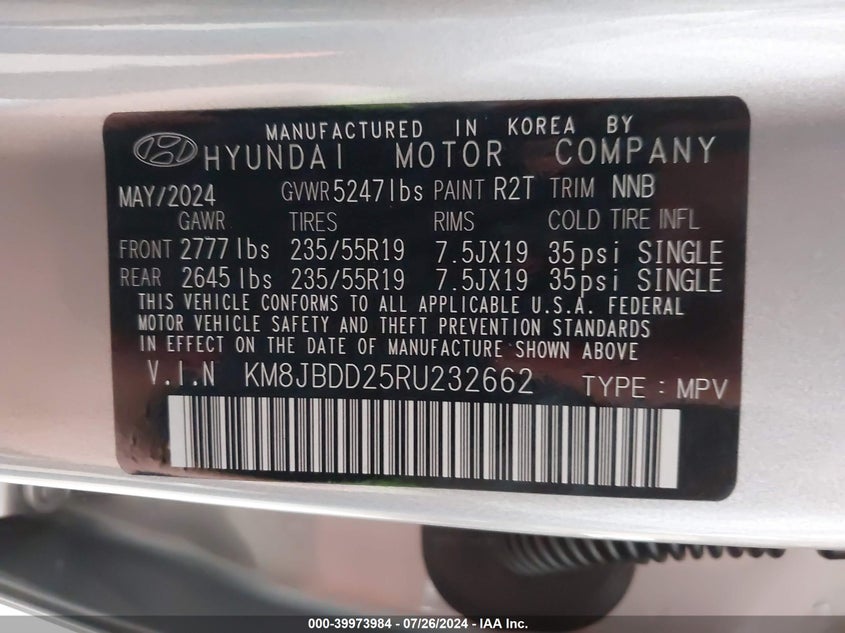 MANUFACTURED IN KOREA BY
HYUNDAI MOTOR COMPANY
MAY/2024 GVWR 5247lbs PAINT R2T TRIM NNB
GAWR TIRES RIMS COLD TIRE INFL
FRONT 2777lbs 235/55R19 7.5JX19 35psi SINGLE
REAR 2645lbs 235/55R19 7.5JX19 35psi SINGLE
THIS VEHICLE CONFORMS TO ALL APPLICABLE U.S.A. FEDERAL
MOTOR VEHICLE SAFETY AND THEFT PREVENTION STANDARDS
IN EFFECT ON THE DATE OF MANUFACTURE SHOWN ABOVE
V.I.N KM8JBDD25RU232662 TYPE : MPV
000-39973984 / 07/26/2024 - IAA Inc.